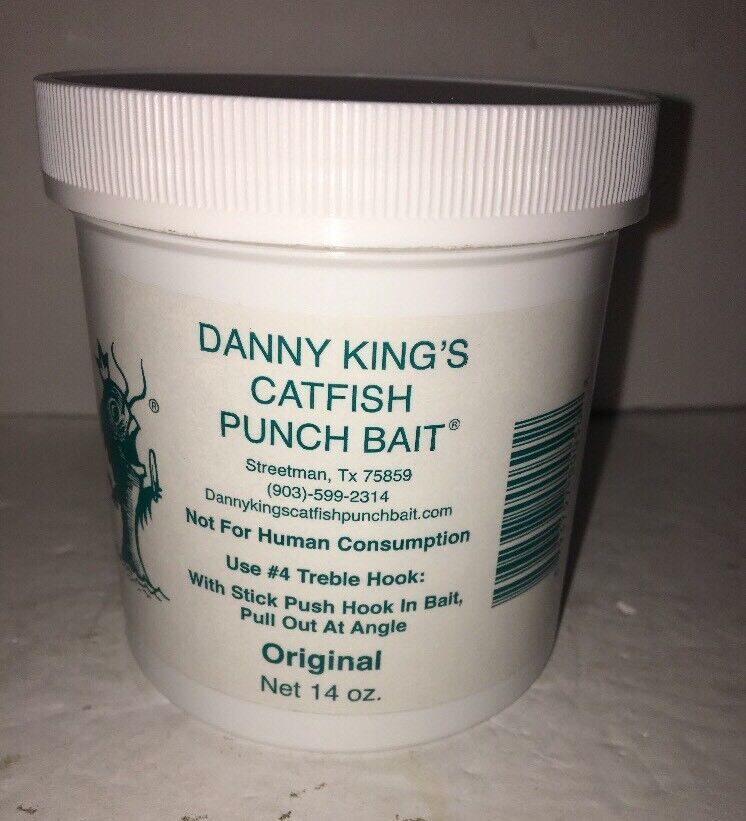 DANNY KING'S
CATFISH
PUNCH BAIT®
Streetman, Tx 75859
(903)-599-2314
Dannykingscatfishpunchbait.com
Not For Human Consumption
Use #4 Treble Hook:
With Stick Push Hook In Bait,
Pull Out At Angle
Original
Net 14 oz.
®